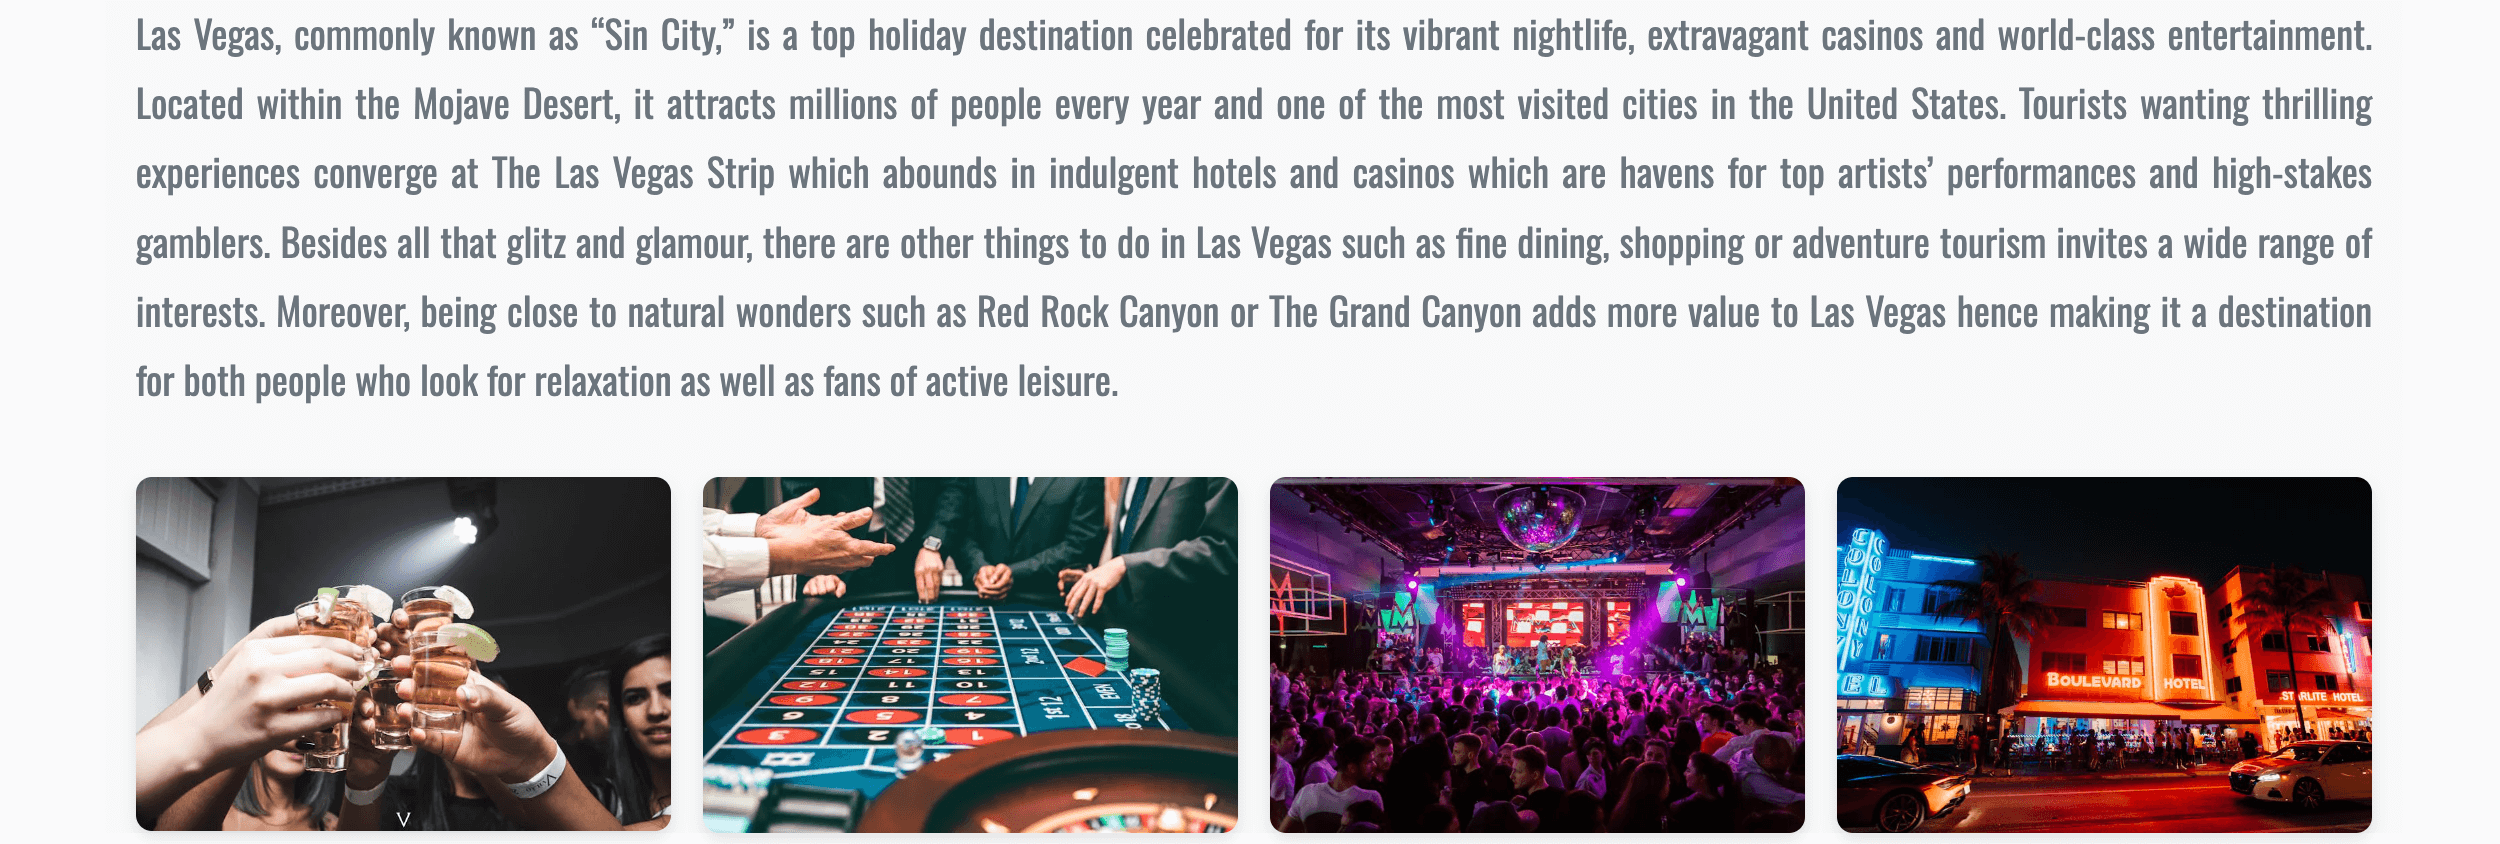 Las Vegas, commonly known as “Sin City,” is a top holiday destination celebrated for its vibrant nightlife, extravagant casinos and world-class entertainment.
Located within the Mojave Desert, it attracts millions of people every year and one of the most visited cities in the United States. Tourists wanting thrilling
experiences converge at The Las Vegas Strip which abounds in indulgent hotels and casinos which are havens for top artists’ performances and high-stakes
gamblers. Besides all that glitz and glamour, there are other things to do in Las Vegas such as fine dining, shopping or adventure tourism invites a wide range of
interests. Moreover, being close to natural wonders such as Red Rock Canyon or The Grand Canyon adds more value to Las Vegas hence making it a destination
for both people who look for relaxation as well as fans of active leisure.
V
EVEN
COLONY
COLONY
BOULEVARD HOTEL
STARLITE HOTEL